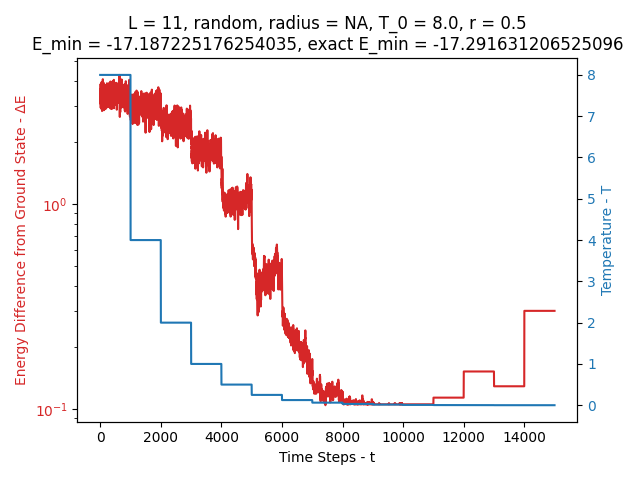 L = 11, random, radius = NA, T_0 = 8.0, r = 0.5
E_min = -17.187225176254035, exact E_min = -17.291631206525096
Energy Difference from Ground State - ΔE
10^0
10^-1
8
7
6
5
4
3
2
1
0
Temperature - T
0 2000 4000 6000 8000 10000 12000 14000
Time Steps - t